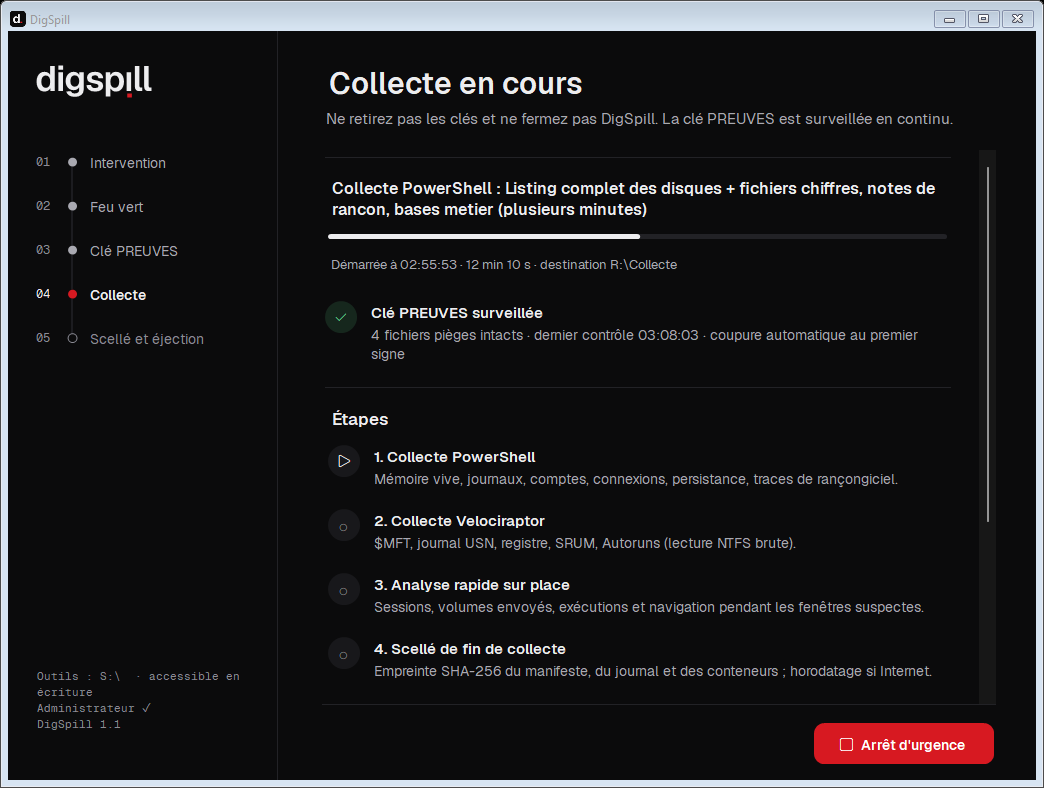 DigSpill
digspill
01 Intervention
02 Feu vert
03 Clé PREUVES
04 Collecte
05 Scellé et éjection
Outils : S:\ · accessible en
écriture
Administrateur ✓
DigSpill 1.1
Collecte en cours
Ne retirez pas les clés et ne fermez pas DigSpill. La clé PREUVES est surveillée en continu.
Collecte PowerShell : Listing complet des disques + fichiers chiffres, notes de
rancon, bases metier (plusieurs minutes)
Démarrée à 02:55:53 · 12 min 10 s · destination R:\Collecte
Clé PREUVES surveillée
4 fichiers pièges intacts · dernier contrôle 03:08:03 · coupure automatique au premier
signe
Étapes
1. Collecte PowerShell
Mémoire vive, journaux, comptes, connexions, persistance, traces de rançongiciel.
2. Collecte Velociraptor
$MFT, journal USN, registre, SRUM, Autoruns (lecture NTFS brute).
3. Analyse rapide sur place
Sessions, volumes envoyés, exécutions et navigation pendant les fenêtres suspectes.
4. Scellé de fin de collecte
Empreinte SHA-256 du manifeste, du journal et des conteneurs ; horodatage si Internet.
Arrêt d'urgence